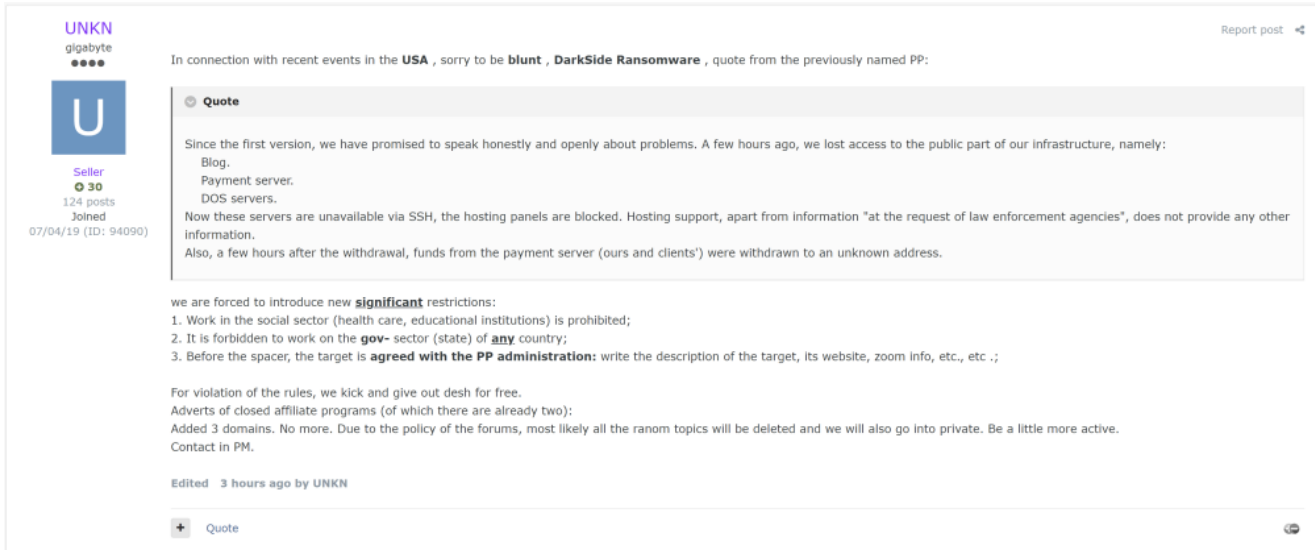 UNKN
gigabyte
U
Seller
30
124 posts
Joined
07/04/19 (ID: 94090)
Report post
In connection with recent events in the USA , sorry to be blunt , DarkSide Ransomware , quote from the previously named PP:
Quote
Since the first version, we have promised to speak honestly and openly about problems. A few hours ago, we lost access to the public part of our infrastructure, namely:
Blog.
Payment server.
DOS servers.
Now these servers are unavailable via SSH, the hosting panels are blocked. Hosting support, apart from information "at the request of law enforcement agencies", does not provide any other
information.
Also, a few hours after the withdrawal, funds from the payment server (ours and clients') were withdrawn to an unknown address.
we are forced to introduce new significant restrictions:
1. Work in the social sector (health care, educational institutions) is prohibited;
2. It is forbidden to work on the gov- sector (state) of any country;
3. Before the spacer, the target is agreed with the PP administration: write the description of the target, its website, zoom info, etc., etc .;
For violation of the rules, we kick and give out desh for free.
Adverts of closed affiliate programs (of which there are already two):
Added 3 domains. No more. Due to the policy of the forums, most likely all the ranom topics will be deleted and we will also go into private. Be a little more active.
Contact in PM.
Edited 3 hours ago by UNKN
+ Quote